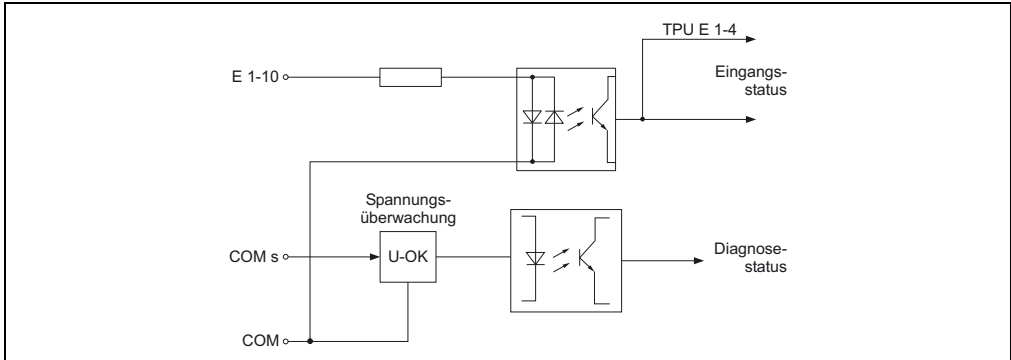 TPU E 1-4
E 1-10
Eingangs-
status
Spannungs-
überwachung
COM s
U-OK
Diagnose-
status
COM